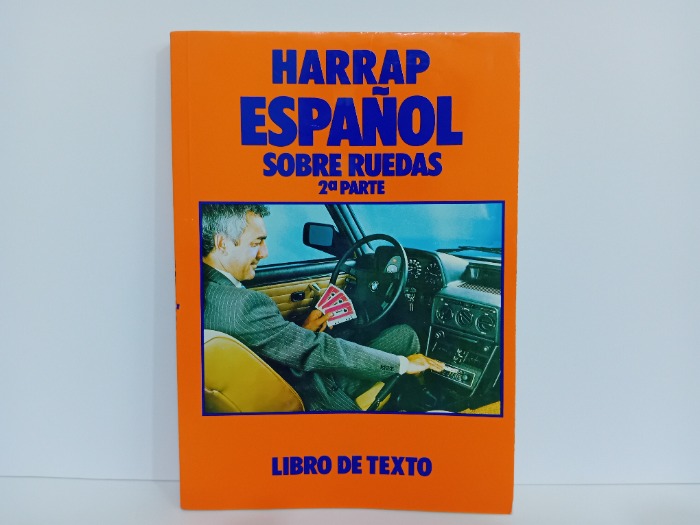 HARRAP
ESPAÑOL
SOBRE RUEDAS
2ª PARTE
LIBRO DE TEXTO